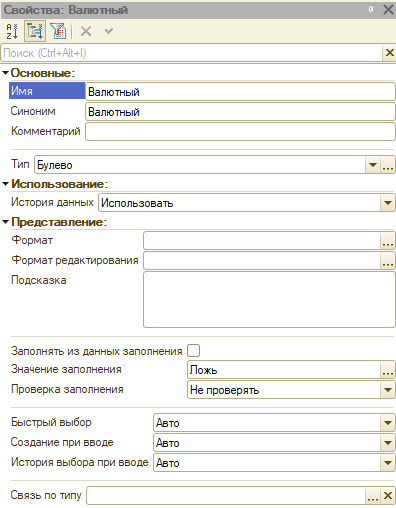 Свойства: Валютный
Поиск (Ctrl+Alt+I)
Основные:
Имя Валютный
Синоним Валютный
Комментарий
Тип Булево
Использование:
История данных Использовать
Представление:
Формат
Формат редактирования
Подсказка
Заполнять из данных заполнения
Значение заполнения Ложь
Проверка заполнения Не проверять
Быстрый выбор Авто
Создание при вводе Авто
История выбора при вводе Авто
Связь по типу